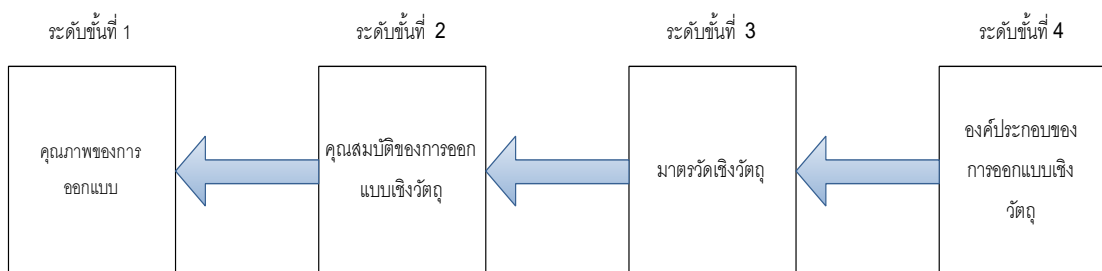 ระดับขั้นที่ 1
ระดับขั้นที่ 2
ระดับขั้นที่ 3
ระดับขั้นที่ 4
คุณภาพของการ
ออกแบบ
คุณสมบัติของการออก
แบบเชิงวัตถุ
มาตรวัดเชิงวัตถุ
องค์ประกอบของ
การออกแบบเชิง
วัตถุ